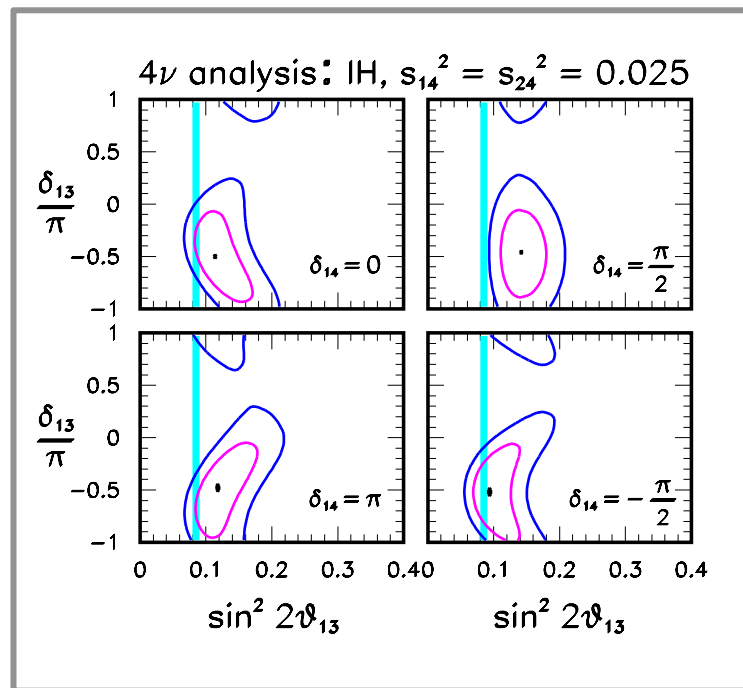 4ν analysis: IH, s₁₄² = s₂₄² = 0.025
1
0.5
0
−0.5
−1
δ₁₃/π
δ₁₄ = 0
δ₁₄ = π/2
1
0.5
0
−0.5
−1
δ₁₃/π
δ₁₄ = π
δ₁₄ = − π/2
0 0.1 0.2 0.3 0.4 0.1 0.2 0.3 0.4
sin² 2ϑ₁₃ sin² 2ϑ₁₃